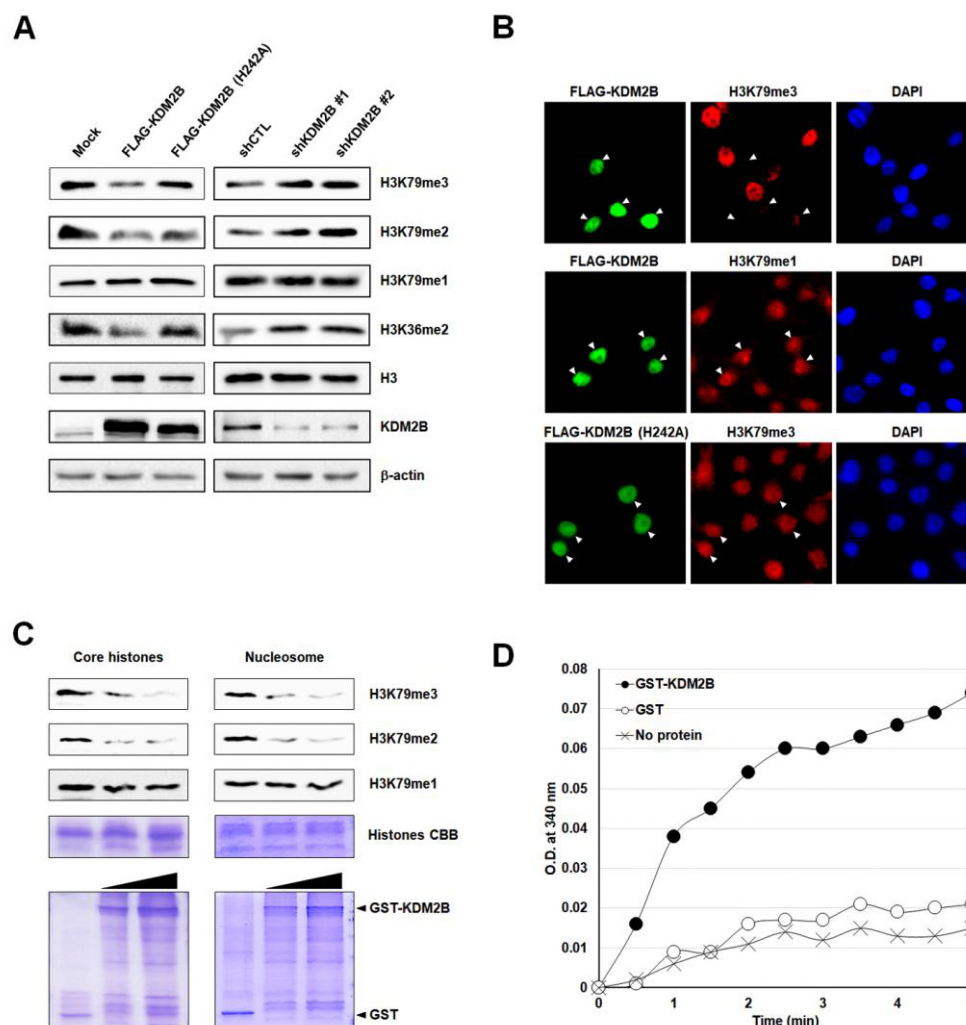 A
Mock
FLAG-KDM2B
FLAG-KDM2B (H242A)
shCTL
shKDM2B #1
shKDM2B #2
H3K79me3
H3K79me2
H3K79me1
H3K36me2
H3
KDM2B
β-actin
B
FLAG-KDM2B H3K79me3 DAPI
FLAG-KDM2B H3K79me1 DAPI
FLAG-KDM2B (H242A) H3K79me3 DAPI
C
Core histones Nucleosome
H3K79me3
H3K79me2
H3K79me1
Histones CBB
GST-KDM2B
GST
D
0.08
0.07
0.06
0.05
0.04
0.03
0.02
0.01
0
O.D. at 340 nm
GST-KDM2B
GST
No protein
0 1 2 3 4
Time (min)